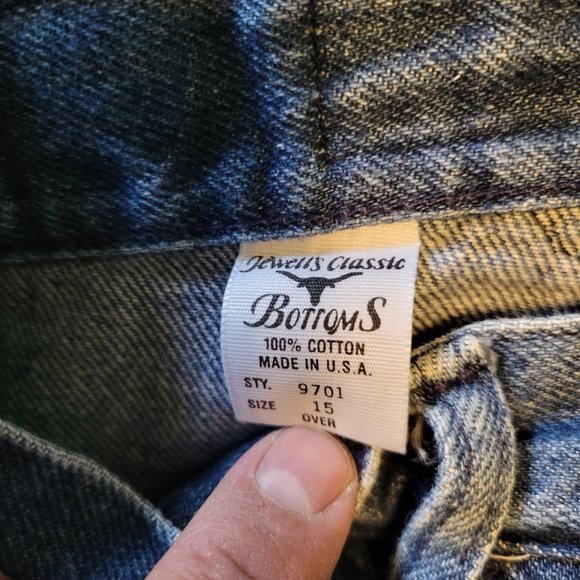 Jewell's Classic
Bottoms
100% COTTON
MADE IN U.S.A.
STY. 9701
SIZE 15
OVER